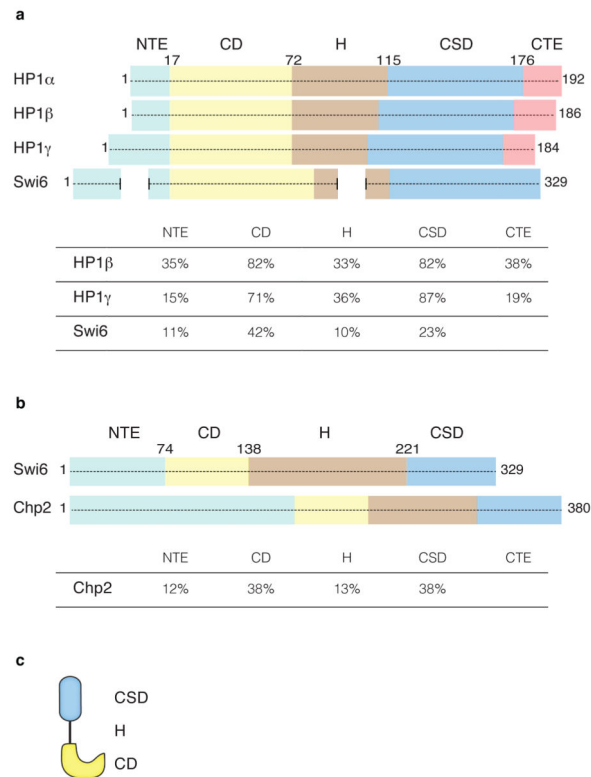 a
NTE CD H CSD CTE
17 72 115 176
HP1α 1 192
HP1β 1 186
HP1γ 1 184
Swi6 1 329
NTE CD H CSD CTE
HP1β 35% 82% 33% 82% 38%
HP1γ 15% 71% 36% 87% 19%
Swi6 11% 42% 10% 23%
b
NTE CD H CSD
74 138 221
Swi6 1 329
Chp2 1 380
NTE CD H CSD CTE
Chp2 12% 38% 13% 38%
c
CSD
H
CD